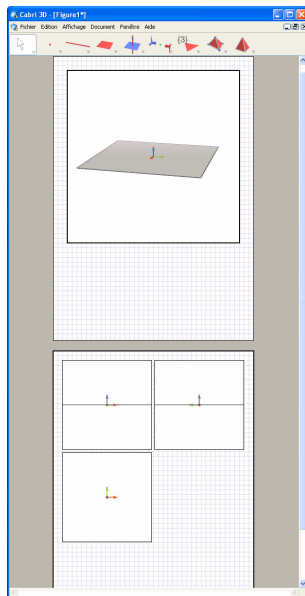 Cabri 3D - [Figure1*]
Fichier Edition Affichage Document Fenêtre Aide
{3}